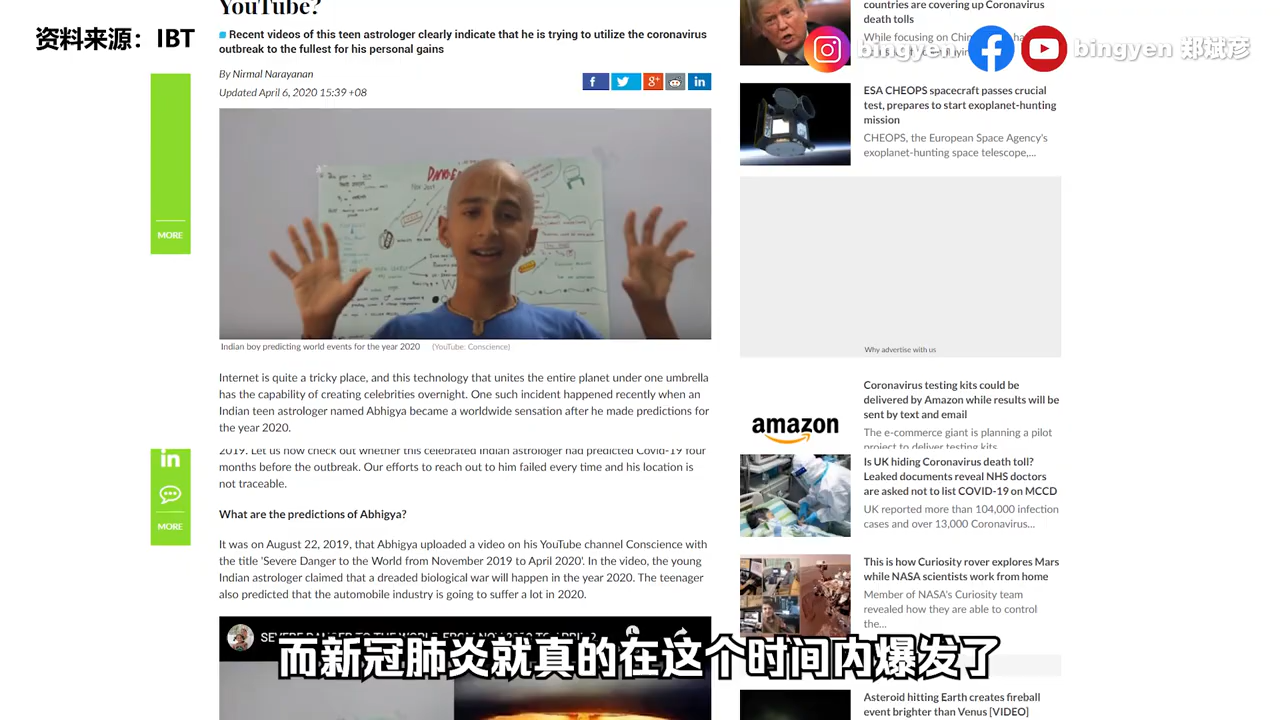 YouTube?
资料来源：IBT
Recent videos of this teen astrologer clearly indicate that he is trying to utilize the coronavirus
outbreak to the fullest for his personal gains
By Nirmal Narayanan
Updated April 6, 2020 15:39 +08
MORE
DANGER
Indian boy predicting world events for the year 2020 (YouTube: Conscience)
Internet is quite a tricky place, and this technology that unites the entire planet under one umbrella
has the capability of creating celebrities overnight. One such incident happened recently when an
Indian teen astrologer named Abhigya became a worldwide sensation after he made predictions for
the year 2020.
2019. Let us now check out whether this celebrated Indian astrologer had predicted Covid-19 four
months before the outbreak. Our efforts to reach out to him failed every time and his location is
not traceable.
MORE
What are the predictions of Abhigya?
It was on August 22, 2019, that Abhigya uploaded a video on his YouTube channel Conscience with
the title 'Severe Danger to the World from November 2019 to April 2020'. In the video, the young
Indian astrologer claimed that a dreaded biological war will happen in the year 2020. The teenager
also predicted that the automobile industry is going to suffer a lot in 2020.
SEVERE DANGER TO THE WORLD
countries are covering up Coronavirus
death tolls
While focusing on
bingyen
bingyen 郑斌彦
ESA CHEOPS spacecraft passes crucial
test, prepares to start exoplanet-hunting
mission
CHEOPS, the European Space Agency's
exoplanet-hunting space telescope,...
Why advertise with us
amazon
Coronavirus testing kits could be
delivered by Amazon while results will be
sent by text and email
The e-commerce giant is planning a pilot
project to deliver testing kits
Is UK hiding Coronavirus death toll?
Leaked documents reveal NHS doctors
are asked not to list COVID-19 on MCCD
UK reported more than 104,000 infection
cases and over 13,000 Coronavirus...
This is how Curiosity rover explores Mars
while NASA scientists work from home
Member of NASA's Curiosity team
revealed how they are able to control
the...
Asteroid hitting Earth creates fireball
event brighter than Venus [VIDEO]
而新冠肺炎就真的在这个时间内爆发了